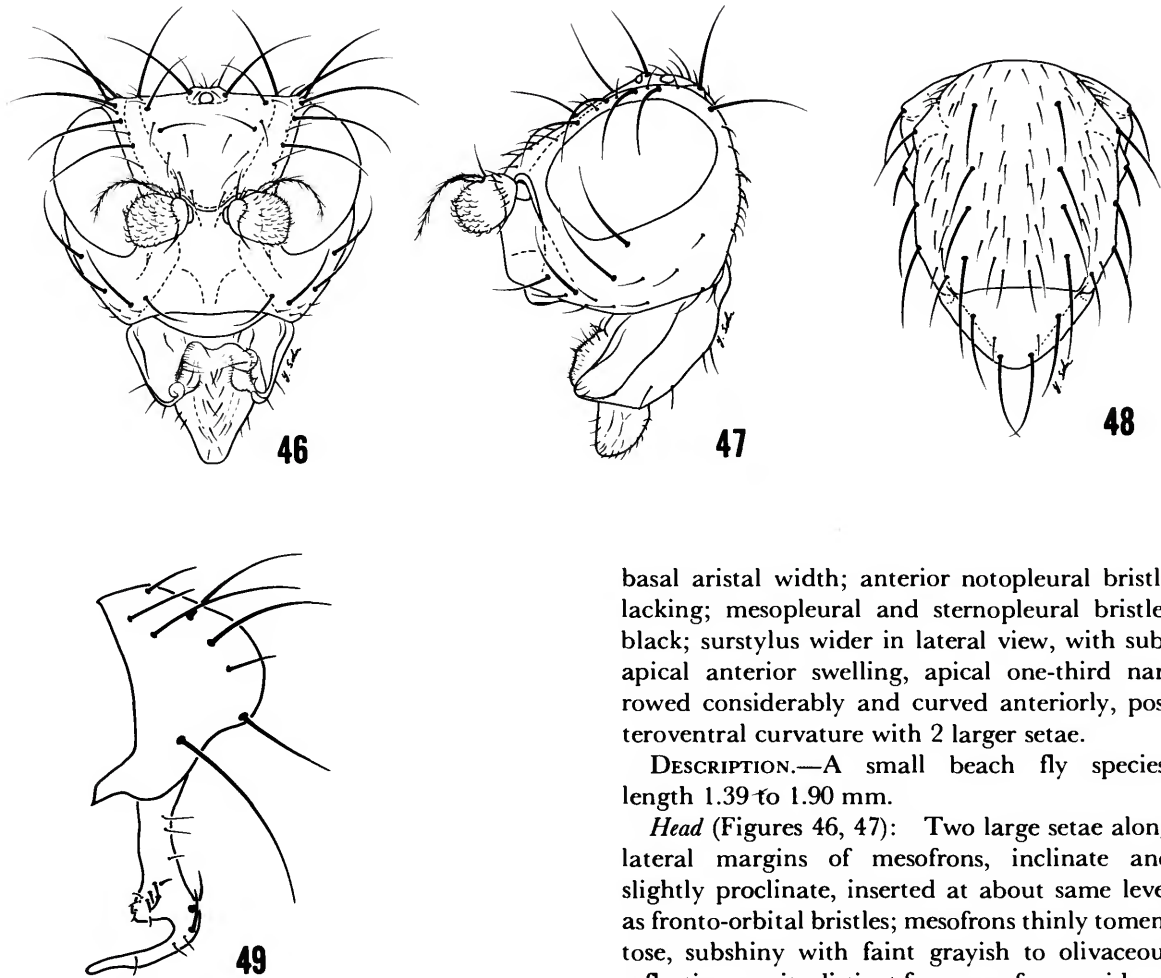 46
47
48
49
basal aristal width; anterior notopleural bristl
lacking; mesopleural and sternopleural bristle
black; surstylus wider in lateral view, with sub
apical anterior swelling, apical one-third nar
rowed considerably and curved anteriorly, pos
teroventral curvature with 2 larger setae.
DESCRIPTION.—A small beach fly species
length 1.39 to 1.90 mm.
Head (Figures 46, 47): Two large setae alon
lateral margins of mesofrons, inclinate an
slightly proclinate, inserted at about same leve
as fronto-orbital bristles; mesofrons thinly tomen
tose, subshiny with faint grayish to olivaceou